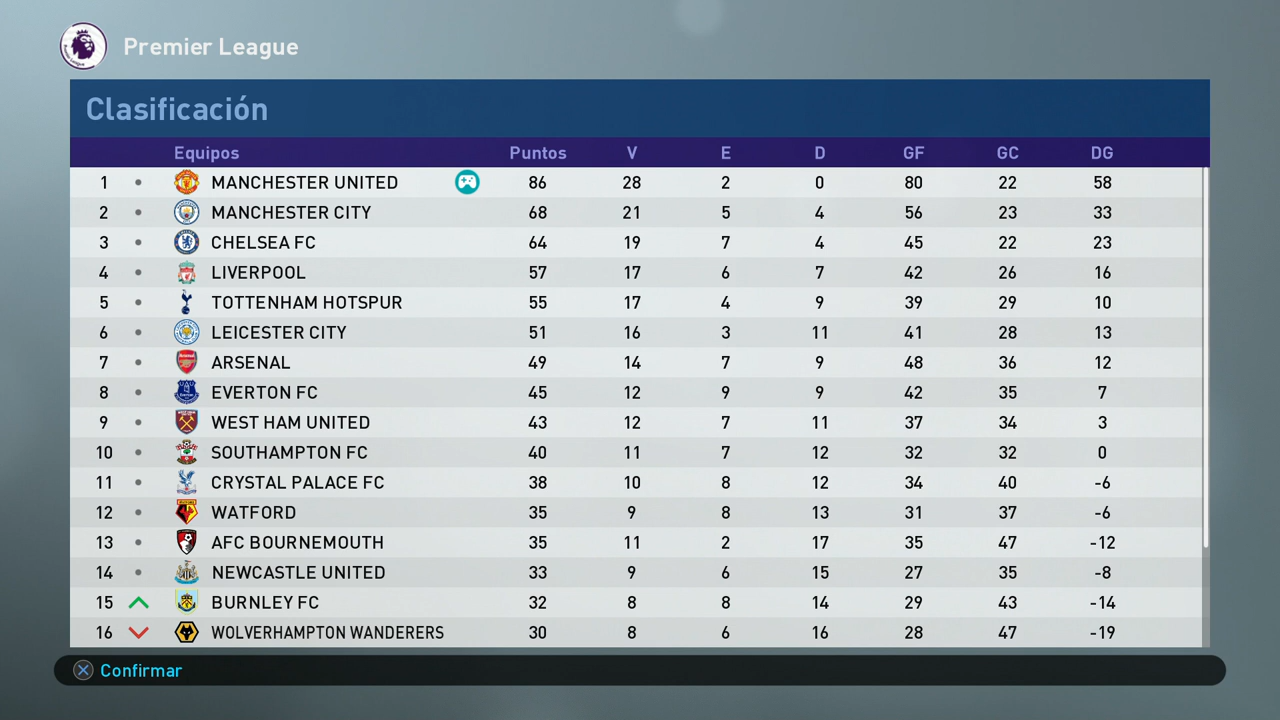 Premier League
Clasificación
Equipos Puntos V E D GF GC DG
1 MANCHESTER UNITED 86 28 2 0 80 22 58
2 MANCHESTER CITY 68 21 5 4 56 23 33
3 CHELSEA FC 64 19 7 4 45 22 23
4 LIVERPOOL 57 17 6 7 42 26 16
5 TOTTENHAM HOTSPUR 55 17 4 9 39 29 10
6 LEICESTER CITY 51 16 3 11 41 28 13
7 ARSENAL 49 14 7 9 48 36 12
8 EVERTON FC 45 12 9 9 42 35 7
9 WEST HAM UNITED 43 12 7 11 37 34 3
10 SOUTHAMPTON FC 40 11 7 12 32 32 0
11 CRYSTAL PALACE FC 38 10 8 12 34 40 -6
12 WATFORD 35 9 8 13 31 37 -6
13 AFC BOURNEMOUTH 35 11 2 17 35 47 -12
14 NEWCASTLE UNITED 33 9 6 15 27 35 -8
15 BURNLEY FC 32 8 8 14 29 43 -14
16 WOLVERHAMPTON WANDERERS 30 8 6 16 28 47 -19
Confirmar